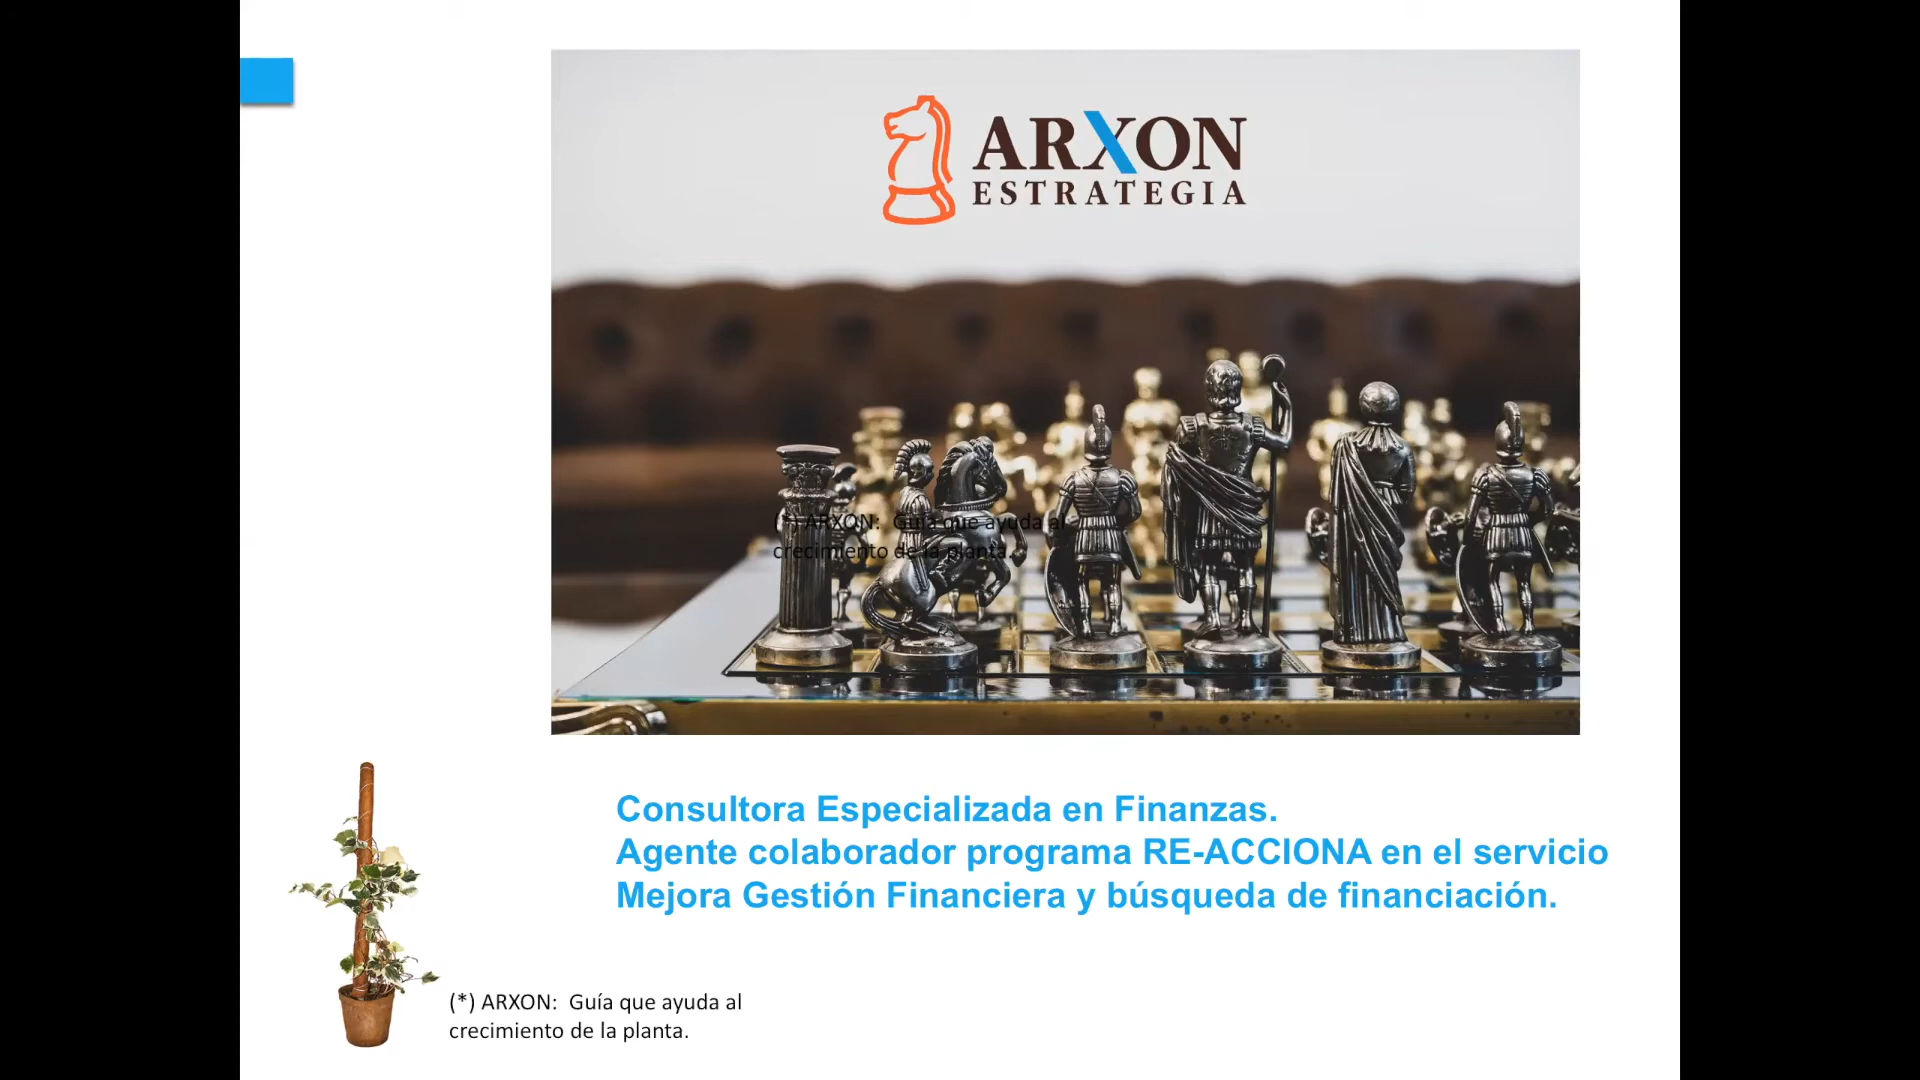 ARXON
ESTRATEGIA
(*) ARXON: Guía que ayuda al
crecimiento de la planta.
Consultora Especializada en Finanzas.
Agente colaborador programa RE-ACCIONA en el servicio
Mejora Gestión Financiera y búsqueda de financiación.
(*) ARXON: Guía que ayuda al
crecimiento de la planta.